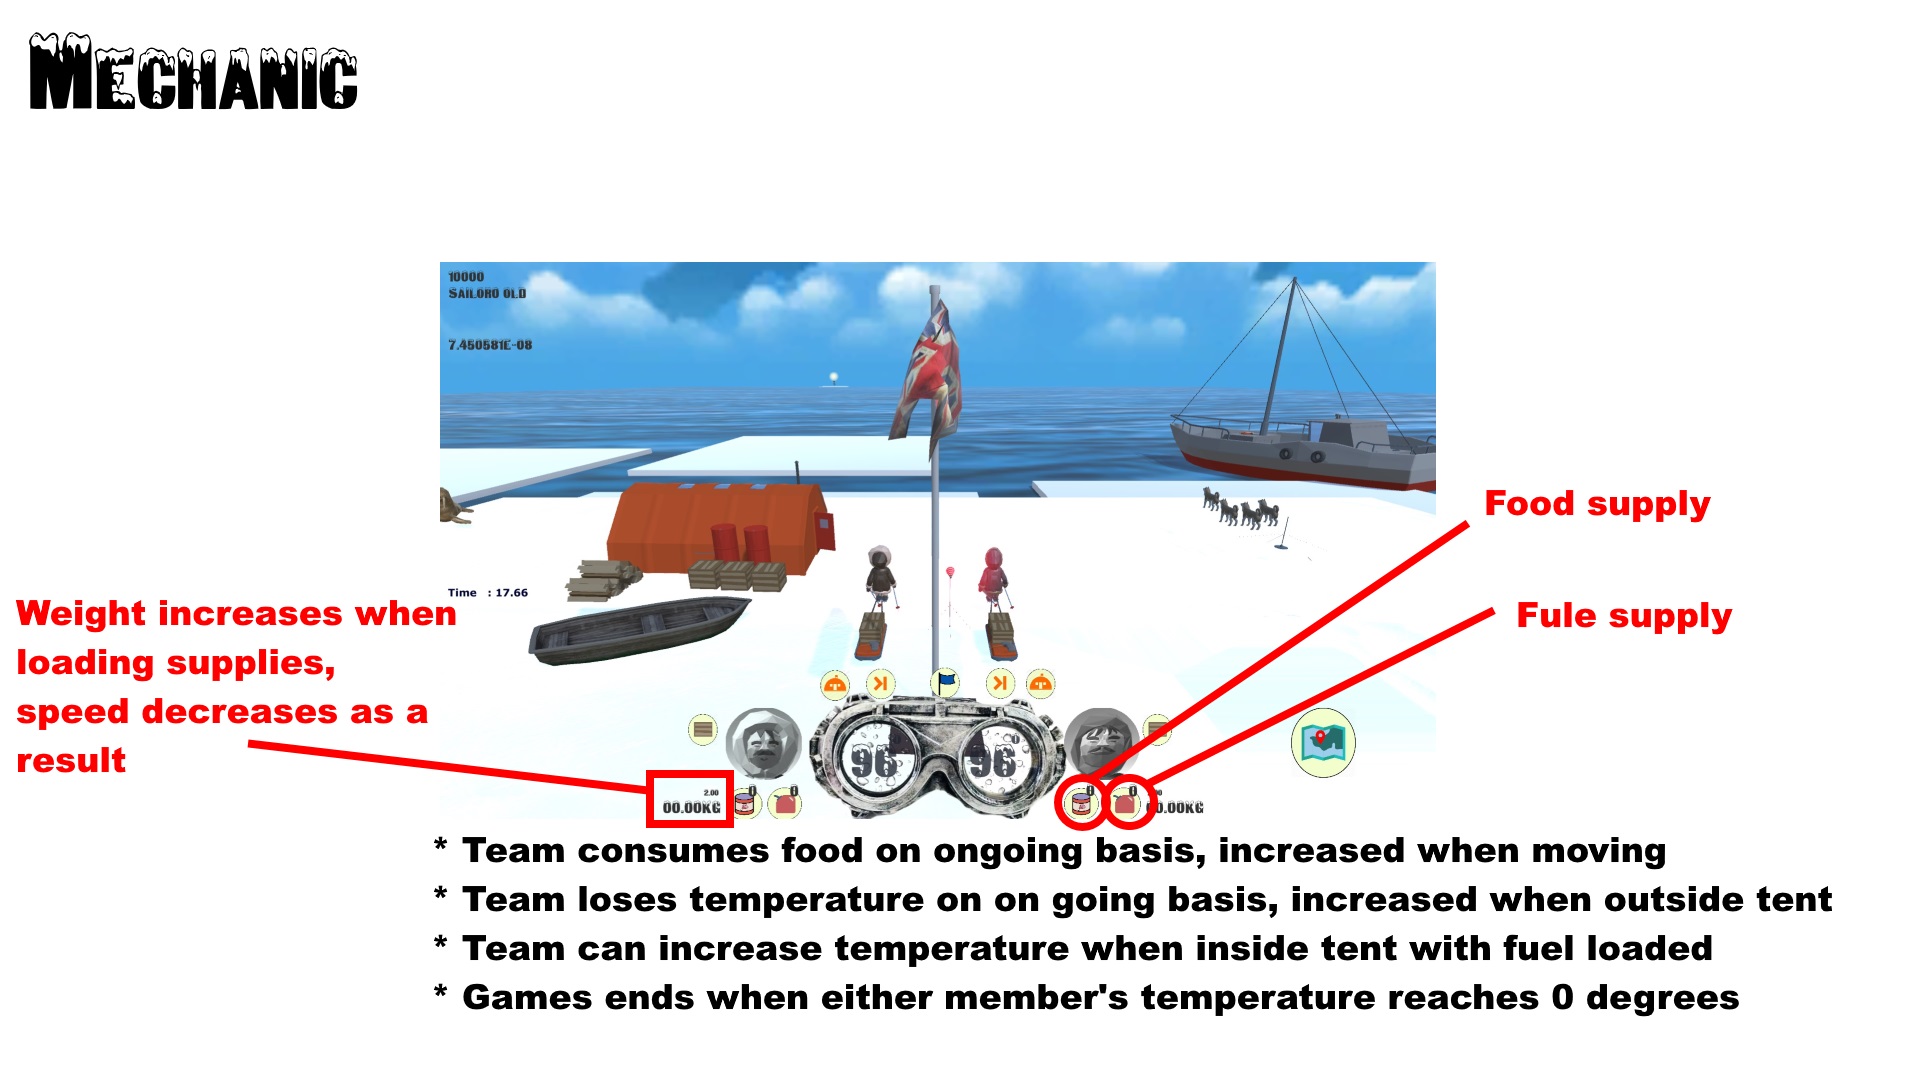 MECHANIC
10000
SAILORO OLD
7.450581E-08
Food supply
Time : 17.66
Weight increases when
loading supplies,
speed decreases as a
result
Fule supply
96 96
2.00
00.00KG
00.00KG
* Team consumes food on ongoing basis, increased when moving
* Team loses temperature on on going basis, increased when outside tent
* Team can increase temperature when inside tent with fuel loaded
* Games ends when either member's temperature reaches 0 degrees